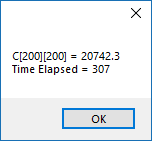 C[200][200] = 20742.3
Time Elapsed = 307
OK